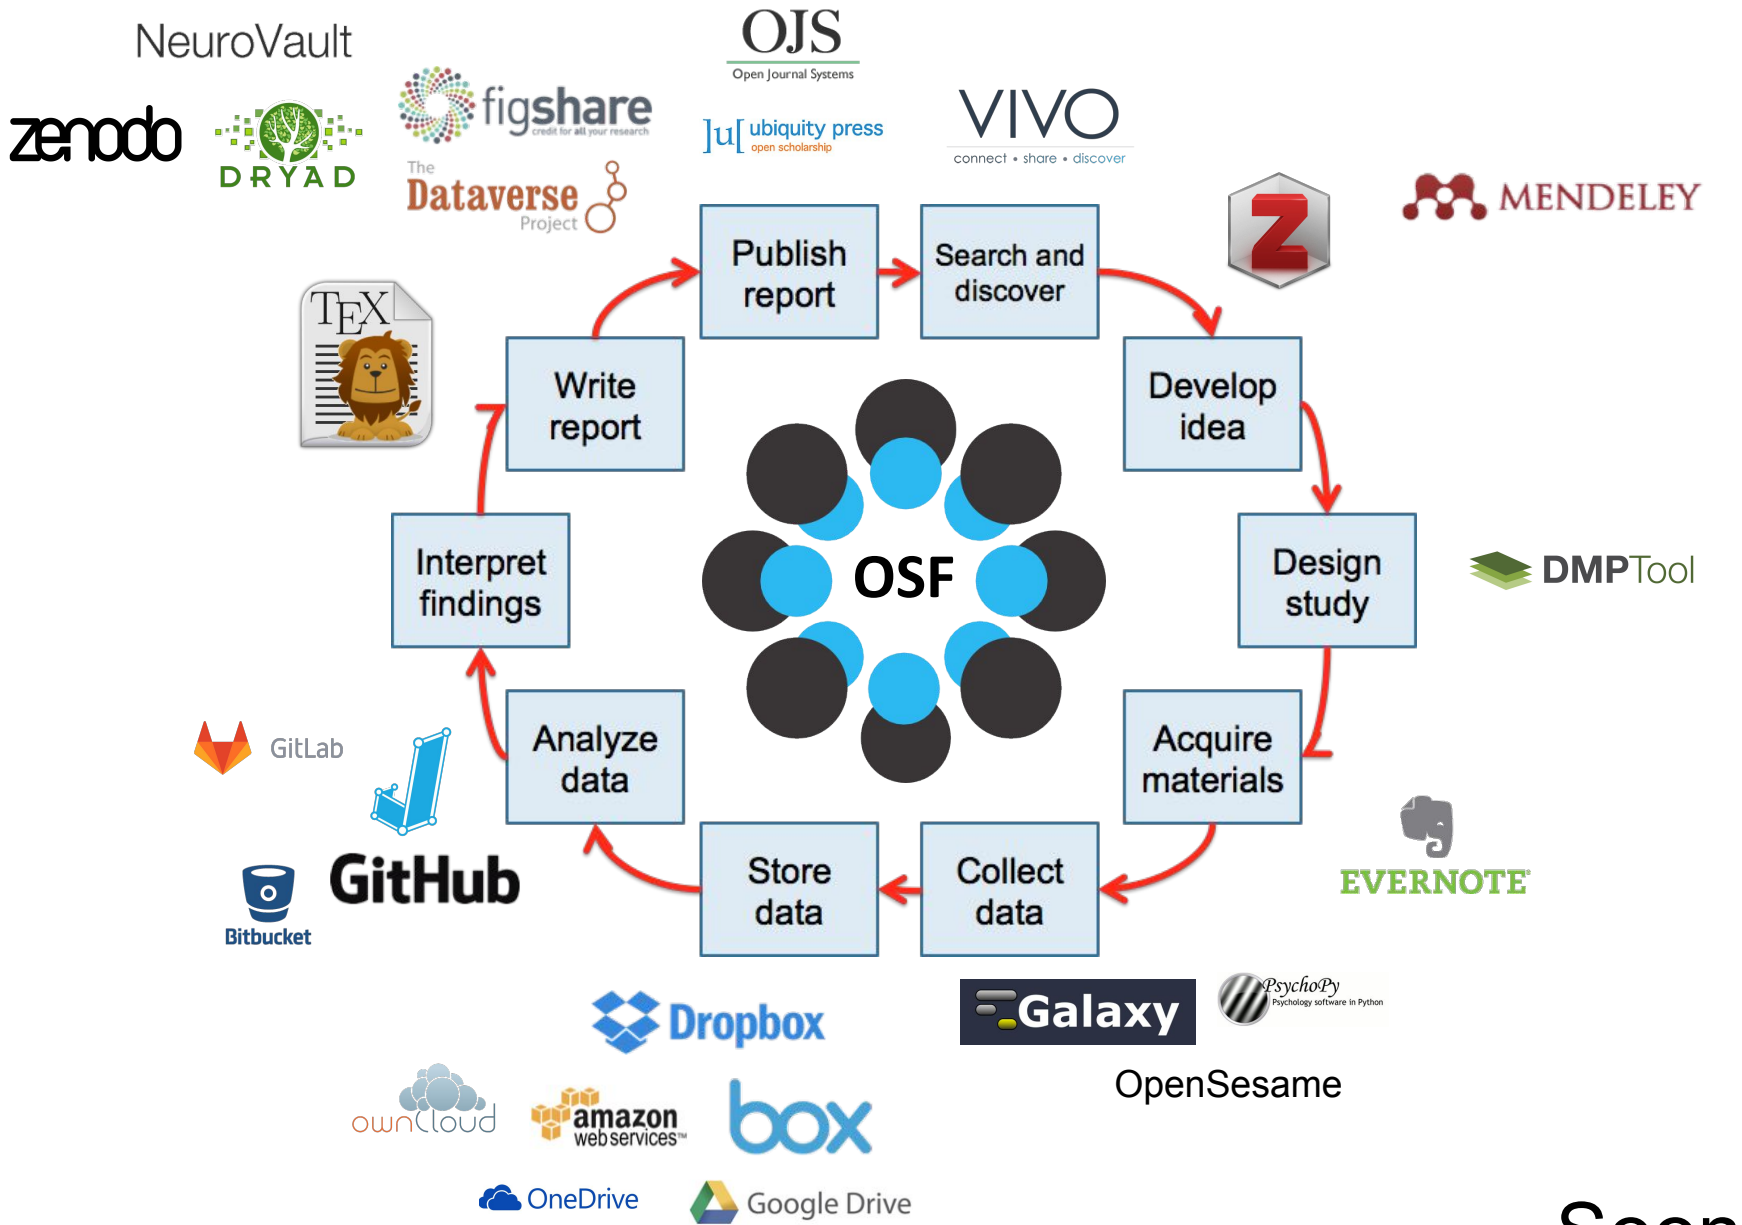 NeuroVault
OJS
Open Journal Systems
zenodo
DRYAD
figshare
credit for all your research
]u[ ubiquity press
open scholarship
VIVO
connect • share • discover
The
Dataverse
Project
Z
MENDELEY
Publish
report
Search and
discover
TEX
Write
report
Develop
idea
Interpret
findings
OSF
Design
study
DMPTool
GitLab
Analyze
data
Acquire
materials
GitHub
Bitbucket
Store
data
Collect
data
EVERNOTE
Dropbox
Galaxy
PsychoPy
Psychology software in Python
OpenSesame
ownCloud
amazon
web services™
box
OneDrive
Google Drive